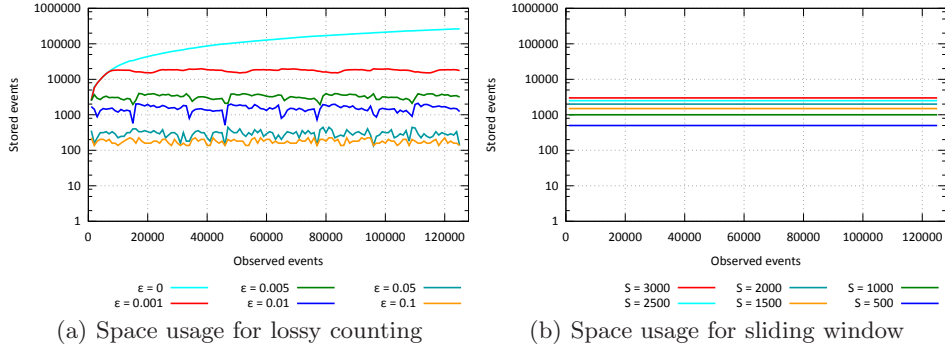 1000000
100000
10000
1000
100
10
1
Stored events
0 20000 40000 60000 80000 100000 120000
Observed events
ε = 0 ε = 0.005 ε = 0.05
ε = 0.001 ε = 0.01 ε = 0.1
(a) Space usage for lossy counting
1000000
100000
10000
1000
100
10
1
Stored events
0 20000 40000 60000 80000 100000 120000
Observed events
S = 3000 S = 2000 S = 1000
S = 2500 S = 1500 S = 500
(b) Space usage for sliding window